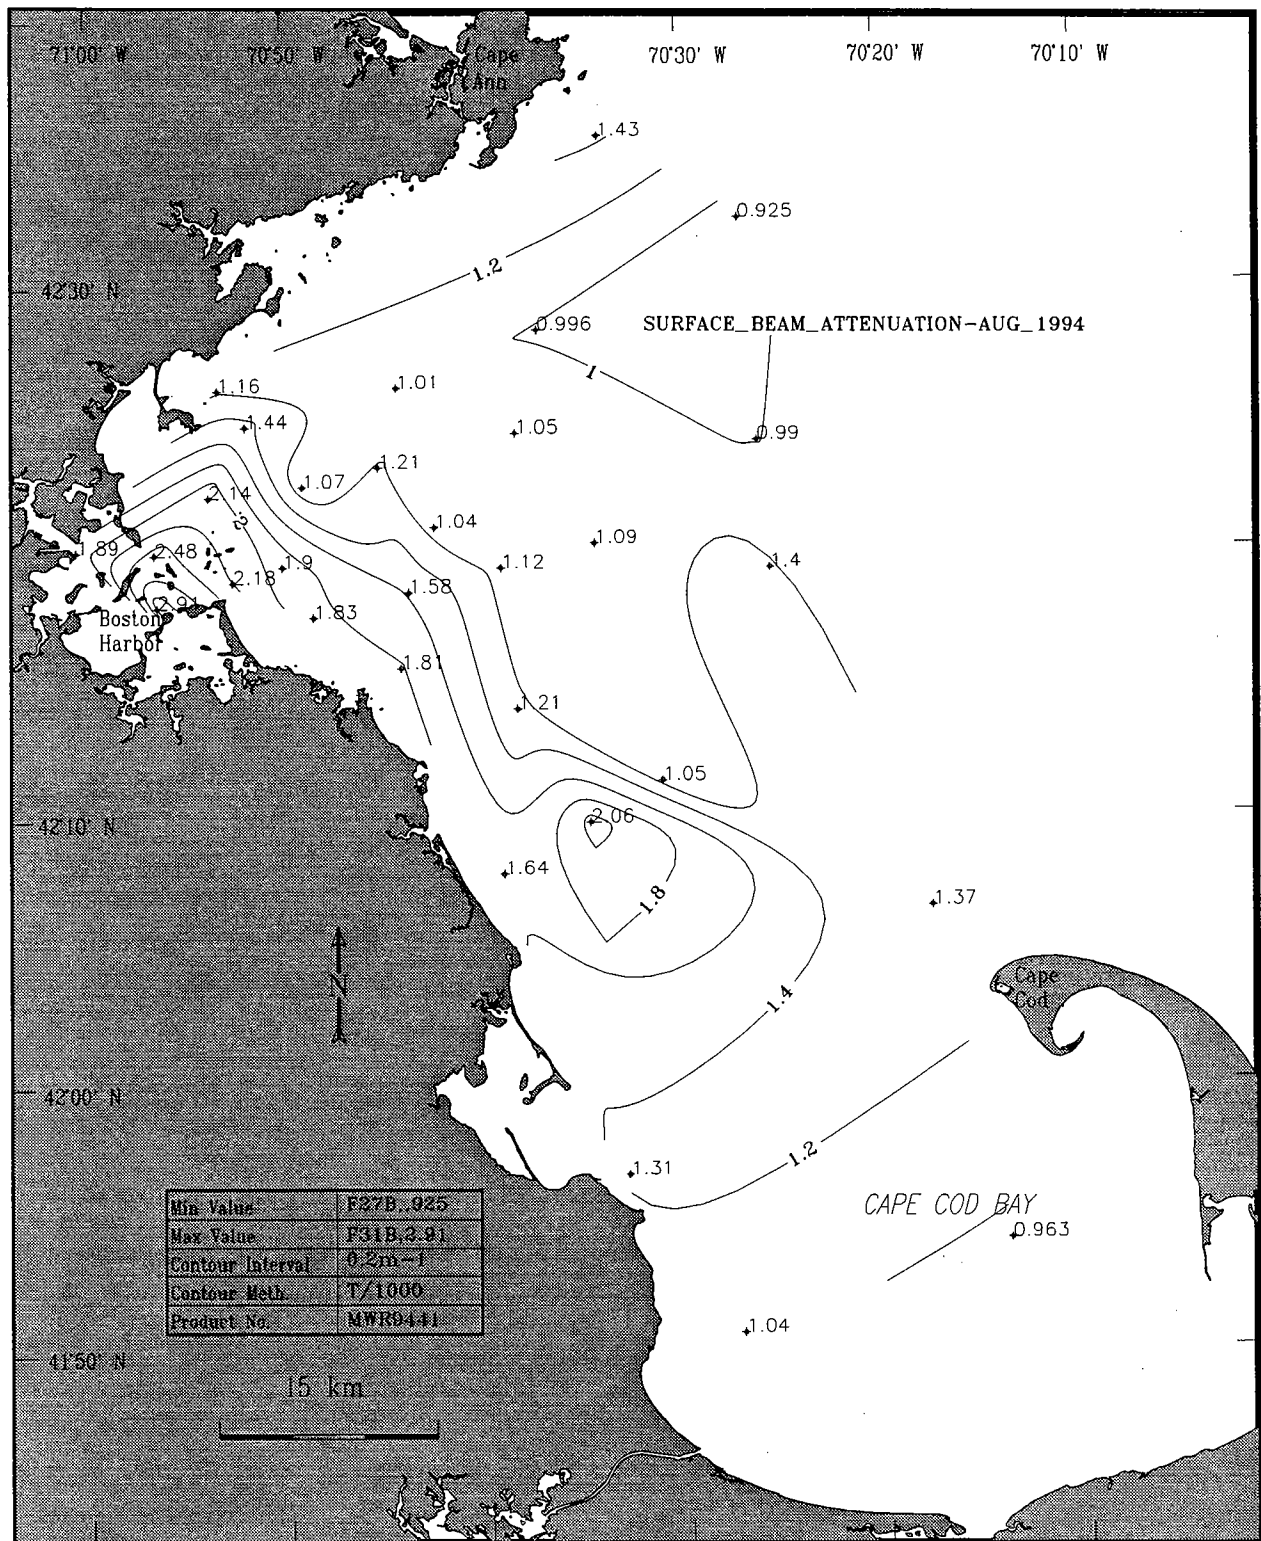 71°00' W 70°50' W 70°30' W 70°20' W 70°10' W
Cape
Ann
1.43
0.925
1.2
42°30' N
0.996
SURFACE_BEAM_ATTENUATION-AUG_1994
1
1.16
1.01
1.44
1.05
0.99
1.21
1.07
2.14
2
1.04
1.09
1.89
2.48
1.9
1.12
1.4
2.18
1.58
2.91
1.83
Boston
Harbor
1.81
1.21
1.05
2.06
42°10' N
1.64
1.8
1.37
N
1.4
Cape
Cod
42°00' N
1.2
1.31
CAPE COD BAY
0.963
Min Value F27B,.925
Max Value F31B,2.91
Contour Interval 0.2m-1
Contour Meth. T/1000
Product No. MWR9441
1.04
41°50' N
15 km